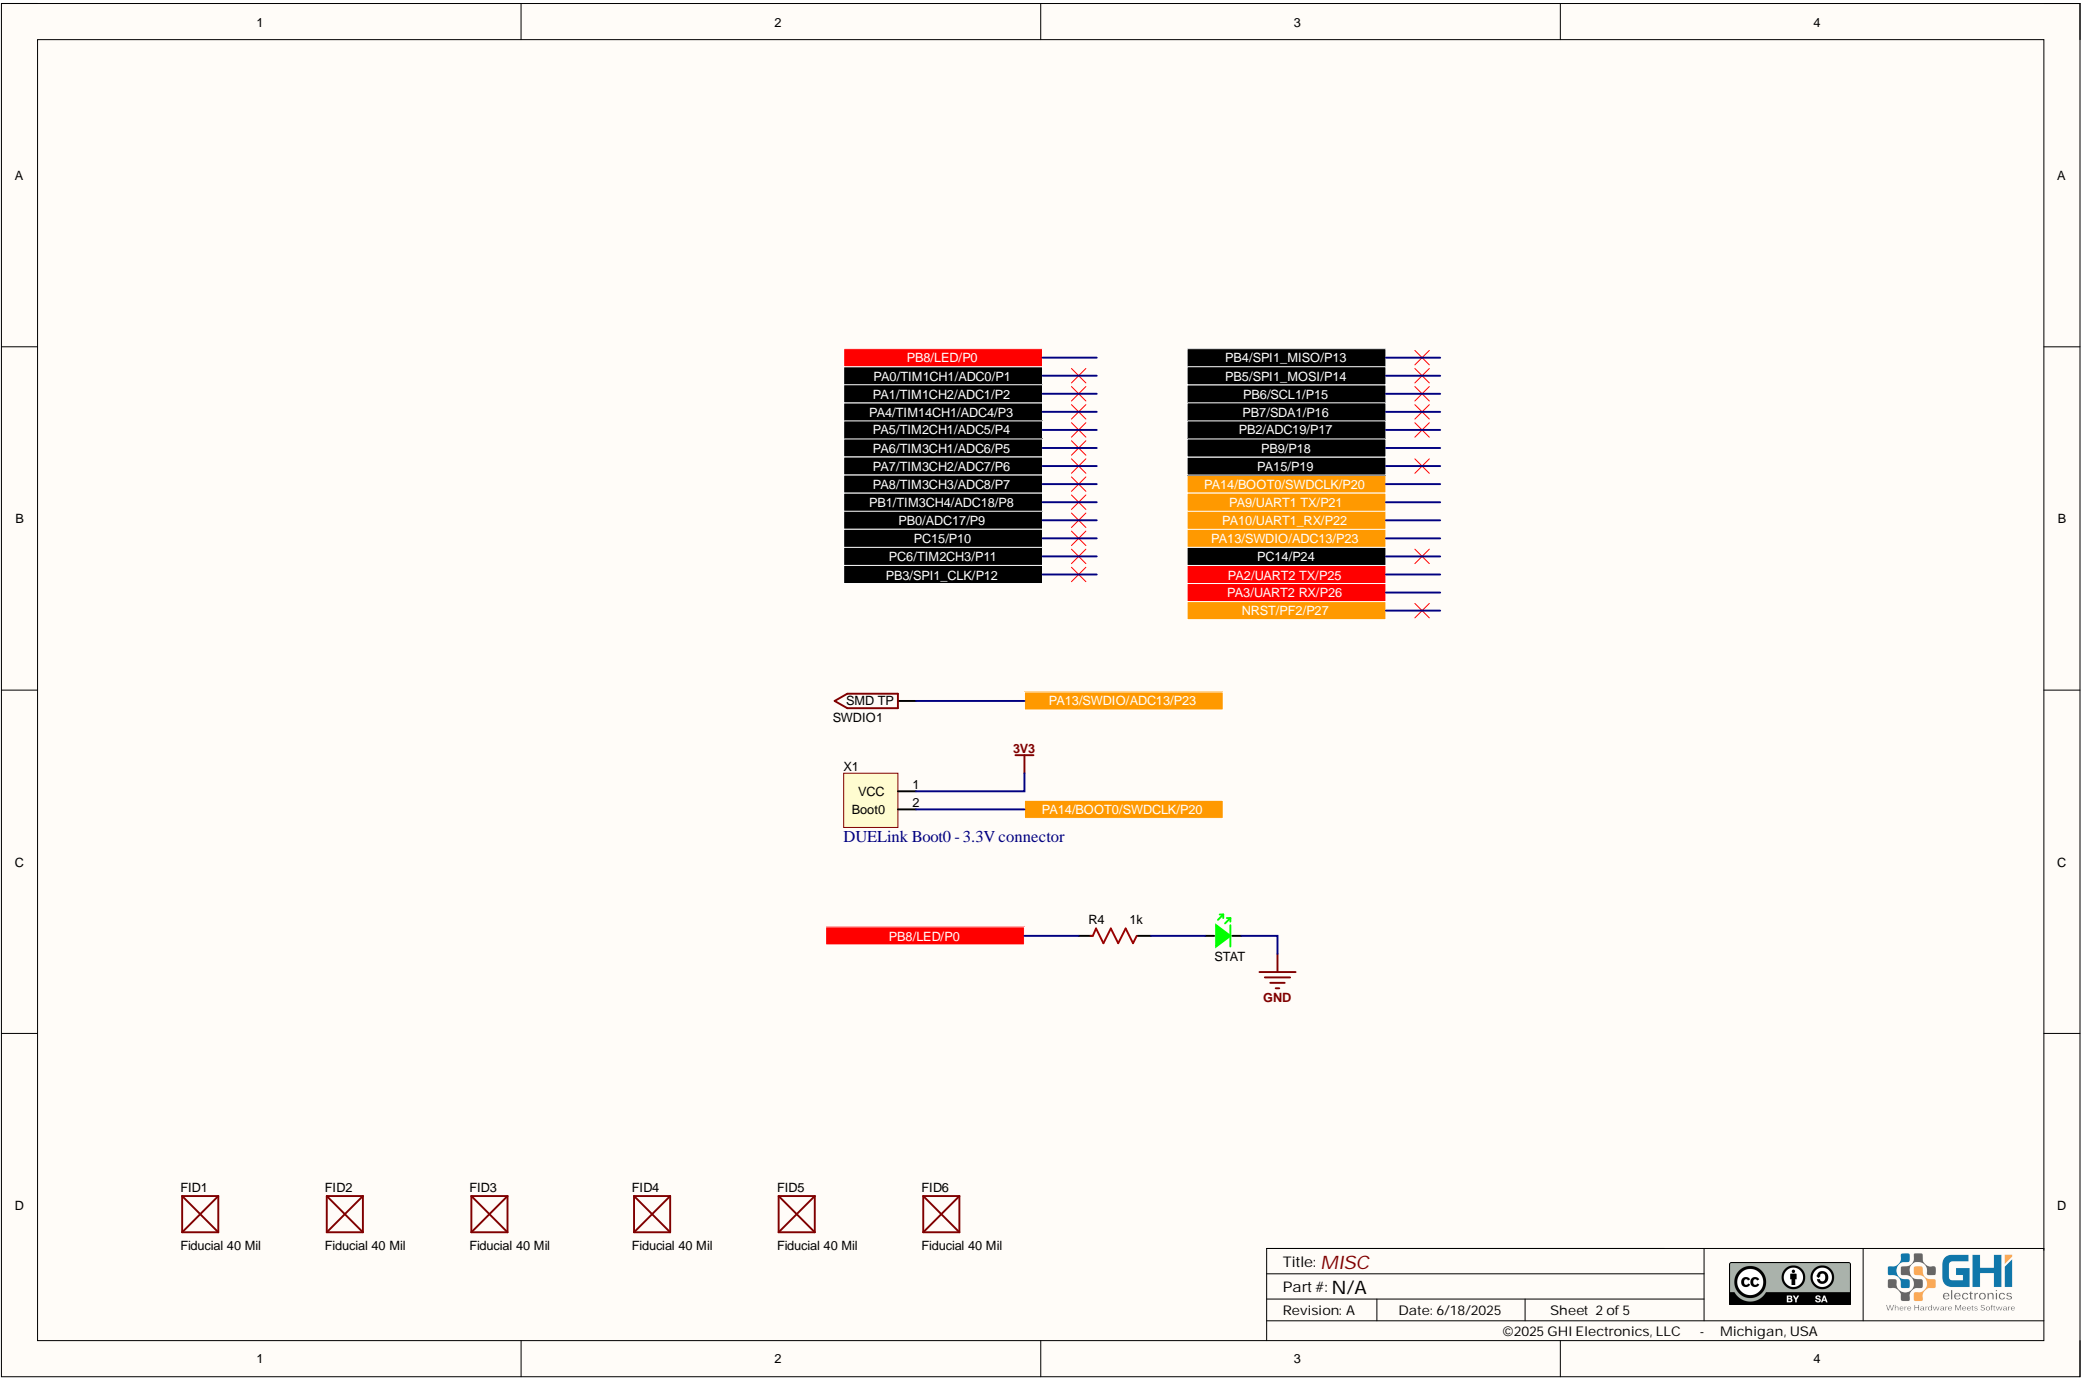 1 2 3 4
A A
PB8/LED/P0
PA0/TIM1CH1/ADC0/P1
PA1/TIM1CH2/ADC1/P2
PA4/TIM14CH1/ADC4/P3
PA5/TIM2CH1/ADC5/P4
PA6/TIM3CH1/ADC6/P5
PA7/TIM3CH2/ADC7/P6
PA8/TIM3CH3/ADC8/P7
PB1/TIM3CH4/ADC18/P8
PB0/ADC17/P9
PC15/P10
PC6/TIM2CH3/P11
PB3/SPI1_CLK/P12
PB4/SPI1_MISO/P13
PB5/SPI1_MOSI/P14
PB6/SCL1/P15
PB7/SDA1/P16
PB2/ADC19/P17
PB9/P18
PA15/P19
PA14/BOOT0/SWDCLK/P20
PA9/UART1 TX/P21
PA10/UART1_RX/P22
PA13/SWDIO/ADC13/P23
PC14/P24
PA2/UART2 TX/P25
PA3/UART2 RX/P26
NRST/PF2/P27
B B
SMD TP PA13/SWDIO/ADC13/P23
SWDIO1
3V3
X1
VCC 1
Boot0 2 PA14/BOOT0/SWDCLK/P20
DUELink Boot0 - 3.3V connector
C C
R4 1k
PB8/LED/P0
STAT
GND
FID1 FID2 FID3 FID4 FID5 FID6
D D
Fiducial 40 Mil Fiducial 40 Mil Fiducial 40 Mil Fiducial 40 Mil Fiducial 40 Mil Fiducial 40 Mil
Title: MISC
Part #: N/A
Revision: A Date: 6/18/2025 Sheet 2 of 5
cc BY SA
GHi
electronics
Where Hardware Meets Software
©2025 GHI Electronics, LLC - Michigan, USA
1 2 3 4